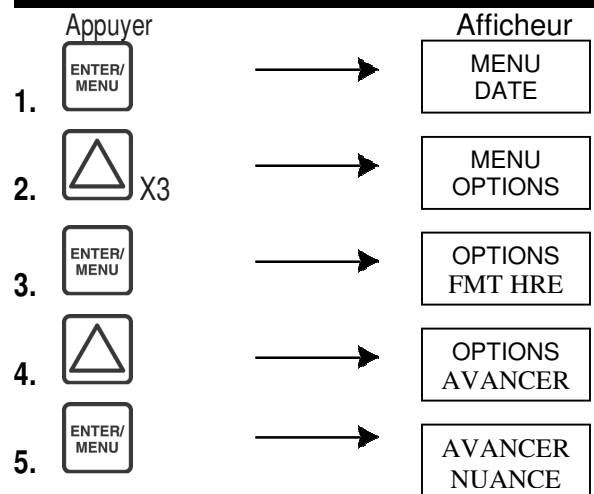 Appuyer Afficheur
1. ENTER/ MENU
DATE
MENU
2. X3 MENU
OPTIONS
3. ENTER/ OPTIONS
MENU FMT HRE
4. OPTIONS
AVANCER
5. ENTER/ AVANCER
MENU NUANCE